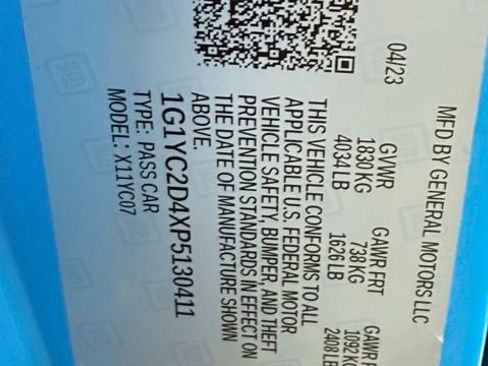 MFD BY GENERAL MOTORS LLC
04/23 GVWR GAWR FRT GAWR
1830 KG 738 KG 1092 KG
4034 LB 1626 LB 2408 LB
THIS VEHICLE CONFORMS TO ALL
APPLICABLE U.S. FEDERAL MOTOR
VEHICLE SAFETY, BUMPER, AND THEFT
PREVENTION STANDARDS IN EFFECT ON
THE DATE OF MANUFACTURE SHOWN
ABOVE.
1G1YC2D4XP5130411
TYPE: PASS CAR
MODEL: X11YC07